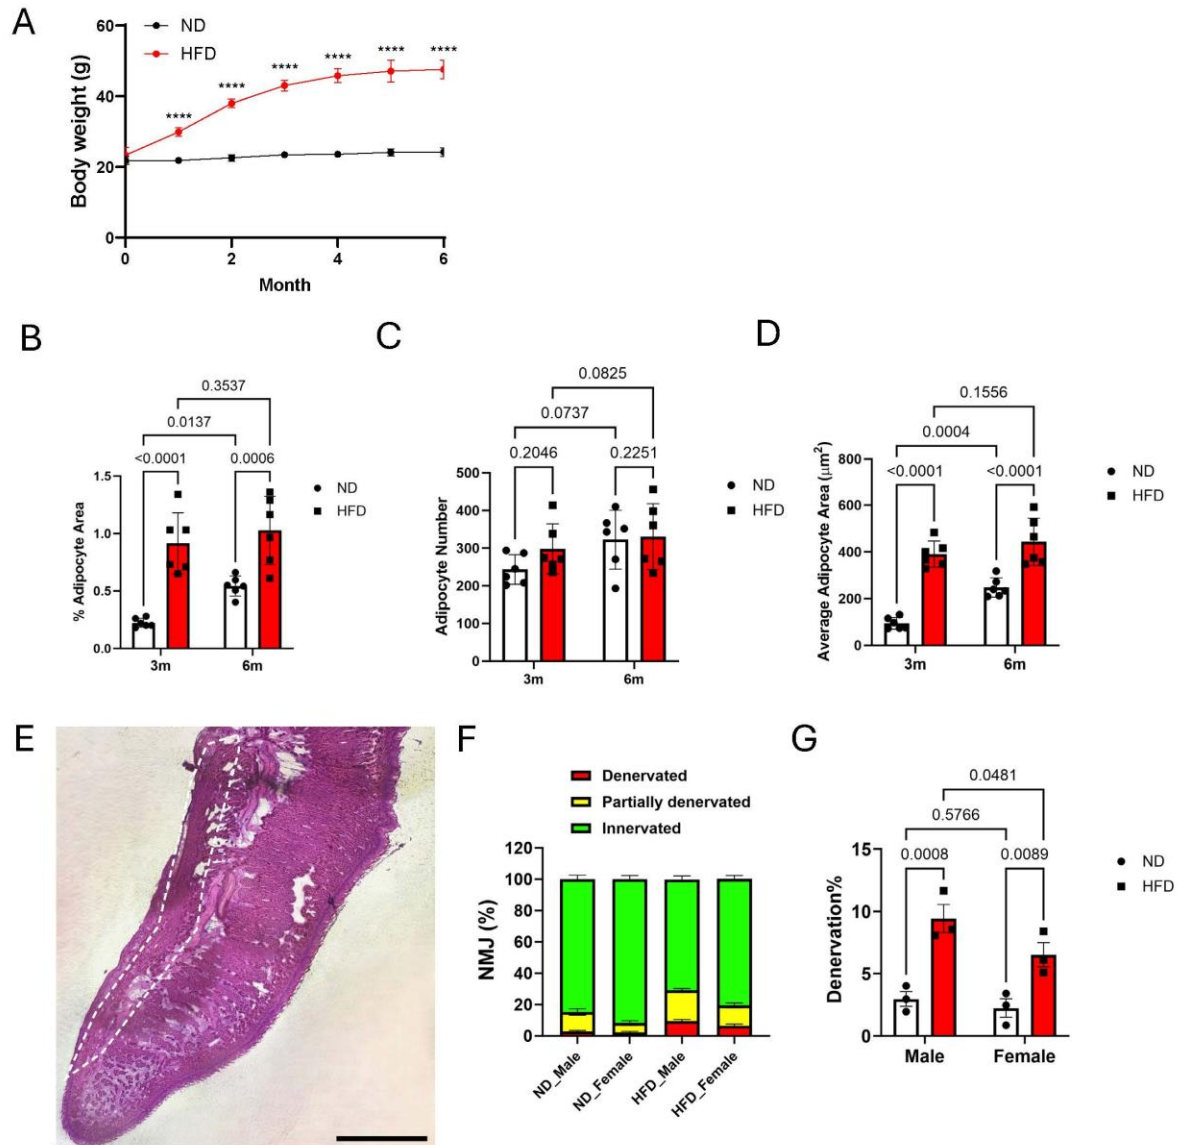 A
ND
HFD
Body weight (g)
60
40
20
0
**** **** **** **** **** ****
0 2 4 6
Month
B
0.3537
0.0137
<0.0001 0.0006
% Adipocyte Area
1.5
1.0
0.5
0.0
3m 6m
ND
HFD
C
0.0825
0.0737
0.2046 0.2251
Adipocyte Number
500
400
300
200
100
0
3m 6m
ND
HFD
D
0.1556
0.0004
<0.0001 <0.0001
Average Adipocyte Area (μm²)
800
600
400
200
0
3m 6m
ND
HFD
E
F
Denervated
Partially denervated
Innervated
NMJ (%)
120
100
80
60
40
20
0
ND_Male
ND_Female
HFD_Male
HFD_Female
G
0.0481
0.5766
0.0008 0.0089
Denervation%
15
10
5
0
Male Female
ND
HFD